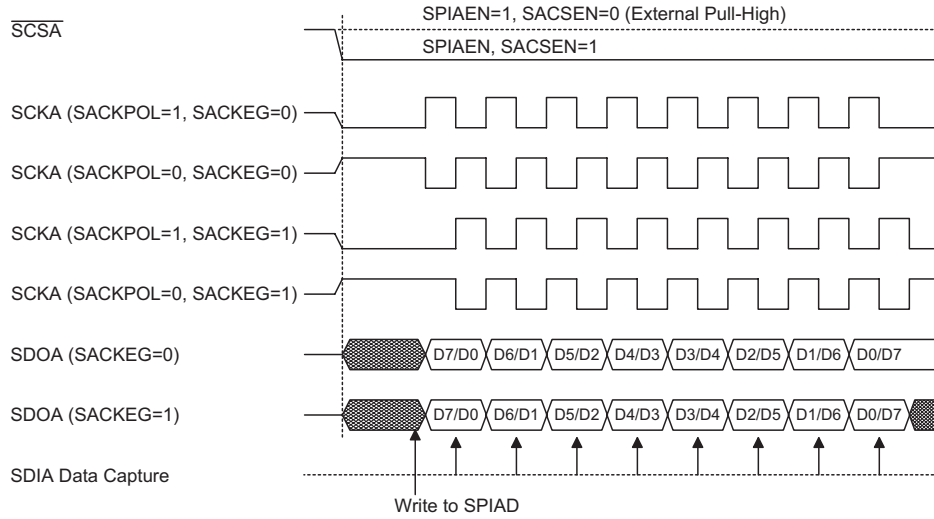 SPIAEN=1, SACSEN=0 (External Pull-High)
SCSA
SPIAEN, SACSEN=1
SCKA (SACKPOL=1, SACKEG=0)
SCKA (SACKPOL=0, SACKEG=0)
SCKA (SACKPOL=1, SACKEG=1)
SCKA (SACKPOL=0, SACKEG=1)
SDOA (SACKEG=0) D7/D0 D6/D1 D5/D2 D4/D3 D3/D4 D2/D5 D1/D6 D0/D7
SDOA (SACKEG=1) D7/D0 D6/D1 D5/D2 D4/D3 D3/D4 D2/D5 D1/D6 D0/D7
SDIA Data Capture
Write to SPIAD